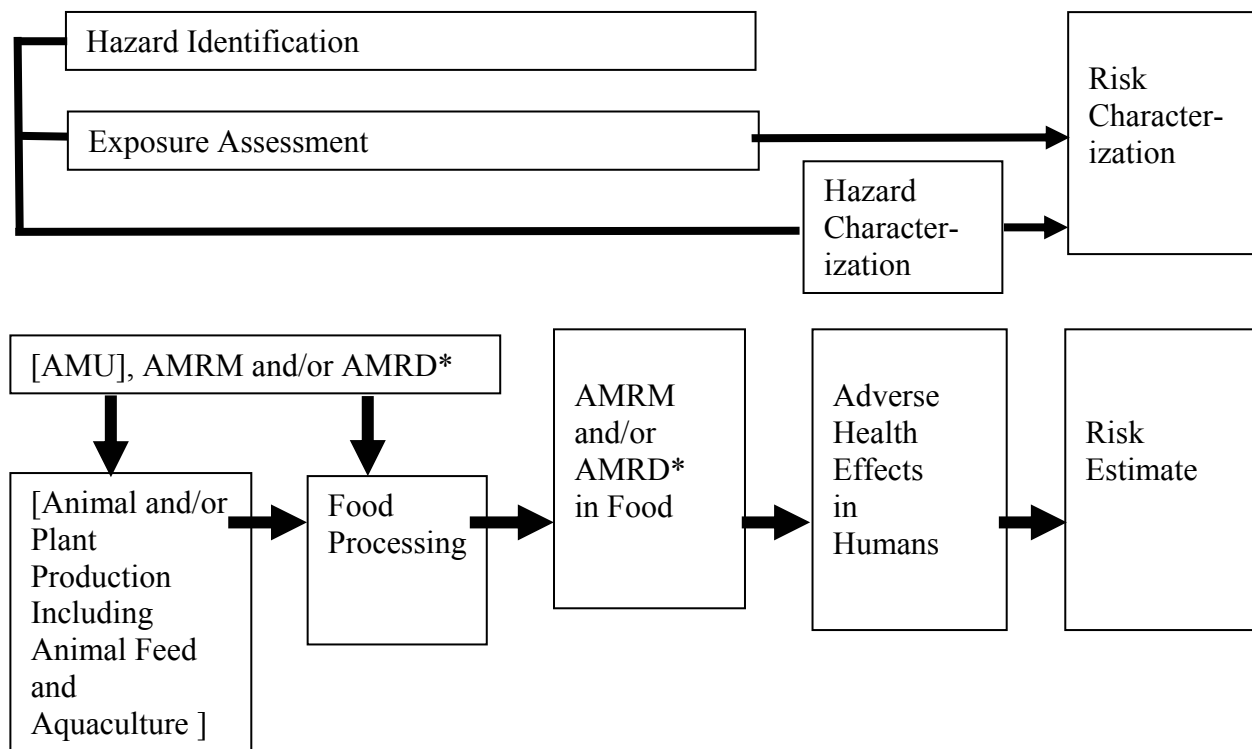 Hazard Identification
Exposure Assessment
Hazard
Character-
ization
Risk
Character-
ization
[AMU], AMRM and/or AMRD*
[Animal and/or
Plant
Production
Including
Animal Feed
and
Aquaculture ]
Food
Processing
AMRM
and/or
AMRD*
in Food
Adverse
Health
Effects
in
Humans
Risk
Estimate